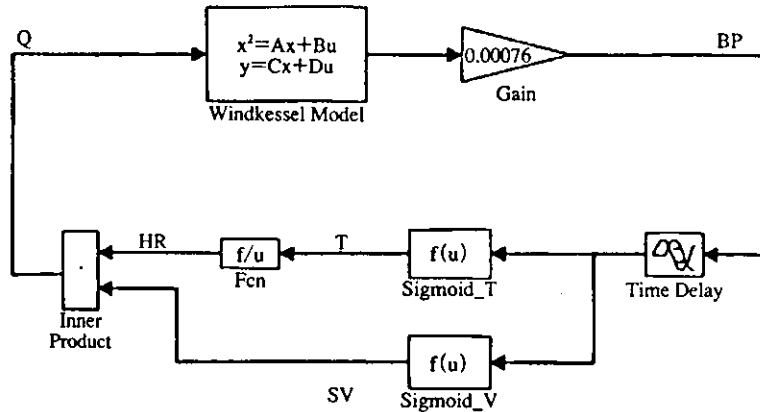 Q
x²=Ax+Bu
y=Cx+Du
Windkessel Model
0.00076
Gain
BP
HR
f/u
Fcn
T
f(u)
Sigmoid_T
Time Delay
Inner
Product
SV
f(u)
Sigmoid_V